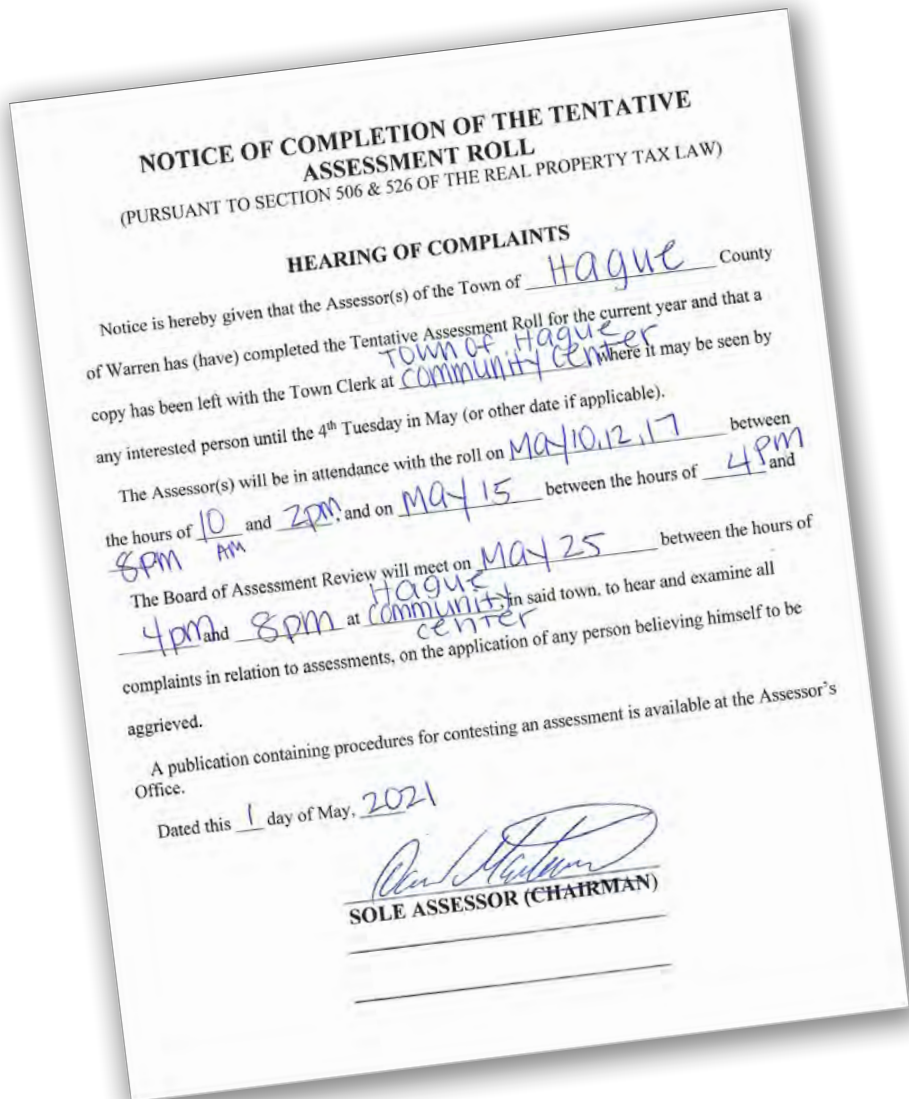 NOTICE OF COMPLETION OF THE TENTATIVE
ASSESSMENT ROLL
(PURSUANT TO SECTION 506 & 526 OF THE REAL PROPERTY TAX LAW)
HEARING OF COMPLAINTS
Notice is hereby given that the Assessor(s) of the Town of Hague County
of Warren has (have) completed the Tentative Assessment Roll for the current year and that a
copy has been left with the Town Clerk at Town of Hague community center where it may be seen by
any interested person until the 4th Tuesday in May (or other date if applicable).
The Assessor(s) will be in attendance with the roll on May 10, 12, 17 between
the hours of 10 AM and 2pm, and on May 15 between the hours of 4pm and
8pm
The Board of Assessment Review will meet on May 25 between the hours of
4pm and 8pm at Hague community center, in said town, to hear and examine all
complaints in relation to assessments, on the application of any person believing himself to be
aggrieved.
A publication containing procedures for contesting an assessment is available at the Assessor's
Office.
Dated this 1 day of May, 2021
SOLE ASSESSOR (CHAIRMAN)